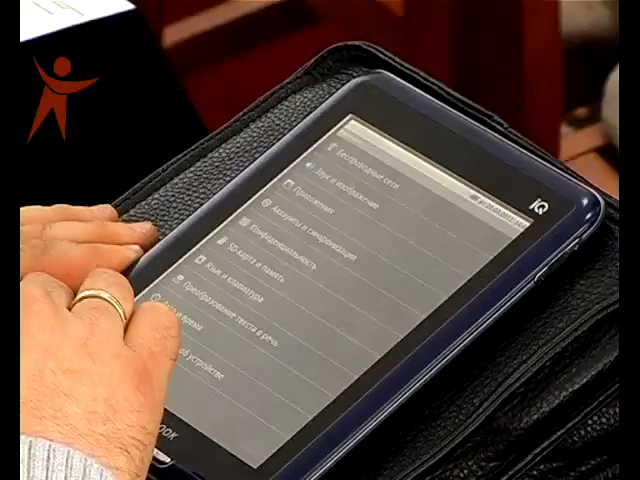 iQ
Беспроводные сети
Звук и изображение
Приложения
Аккаунты и синхронизация
Конфиденциальность
SD-карта и память
Язык и клавиатура
Преобразование текста в речь
Дата и время
об устройстве
OOK